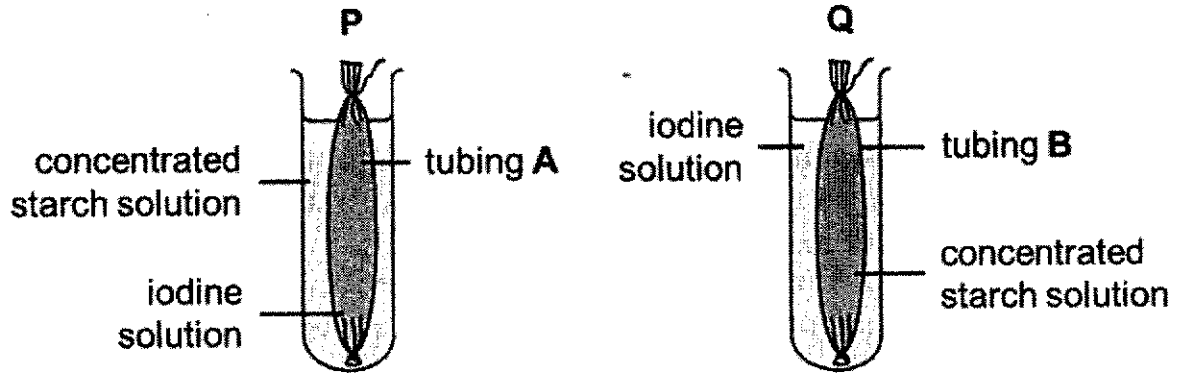 P
concentrated
starch solution
tubing A
iodine
solution
Q
iodine
solution
tubing B
concentrated
starch solution